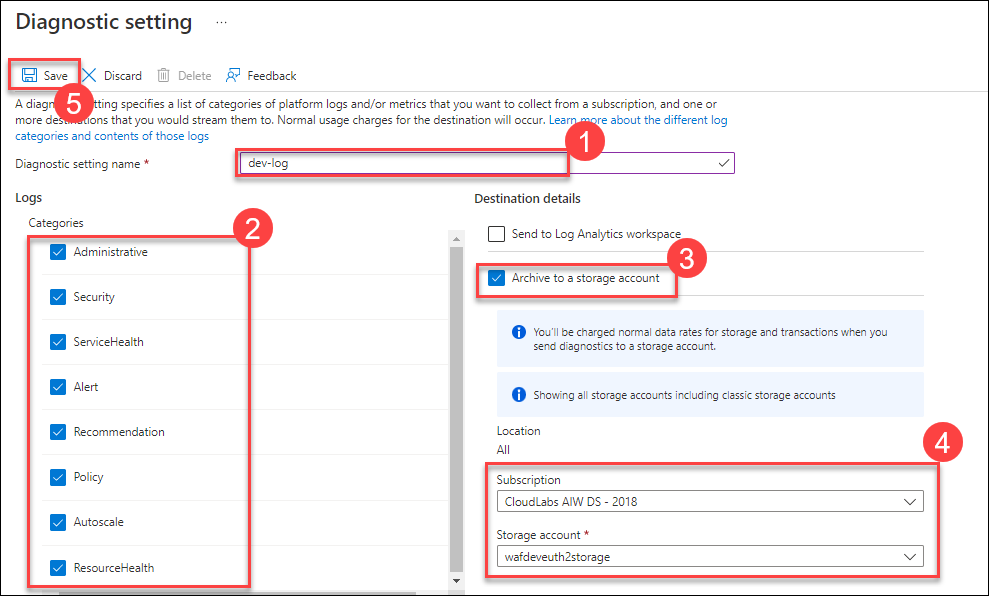 Diagnostic setting ...
Save Discard Delete Feedback
5
A diagn tting specifies a list of categories of platform logs and/or metrics that you want to collect from a subscription, and one or
more dest ons that you would stream them to. Normal usage charges for the destination will occur. Learn more about the different log
categories and contents of those logs
1
Diagnostic setting name *
dev-log
Logs
Categories
2
Administrative
Security
ServiceHealth
Alert
Recommendation
Policy
Autoscale
ResourceHealth
Destination details
Send to Log Analytics workspace
3
Archive to a storage account
You'll be charged normal data rates for storage and transactions when you
send diagnostics to a storage account.
Showing all storage accounts including classic storage accounts
Location
All
4
Subscription
CloudLabs AIW DS - 2018
Storage account *
wafdeveuth2storage